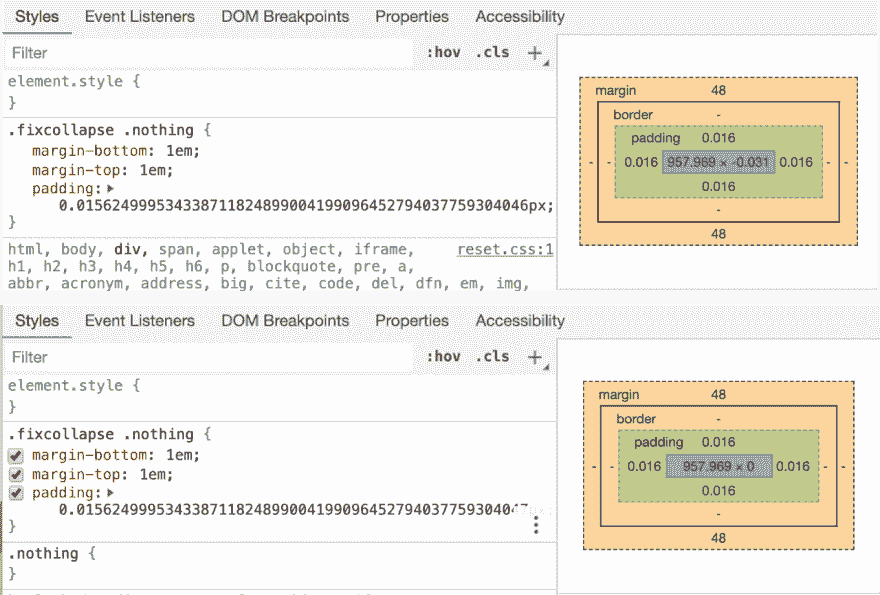 Styles Event Listeners DOM Breakpoints Properties Accessibility
Filter :hov .cls +
element.style {
}
.fixcollapse .nothing {
margin-bottom: 1em;
margin-top: 1em;
padding:
0.015624999534338711824899004199096452794037759304046px;
}
html, body, div, span, applet, object, iframe, reset.css:1
h1, h2, h3, h4, h5, h6, p, blockquote, pre, a,
abbr, acronym, address, big, cite, code, del, dfn, em, img,
margin 48
border -
padding 0.016
- - 0.016 957.969 × -0.031 0.016 - -
0.016
-
48
Styles Event Listeners DOM Breakpoints Properties Accessibility
Filter :hov .cls +
element.style {
}
.fixcollapse .nothing {
margin-bottom: 1em;
margin-top: 1em;
padding:
0.015624999534338711824899004199096452794037759304047
}
.nothing {
}
margin 48
border -
padding 0.016
- - 0.016 957.969 × 0 0.016 - -
0.016
-
48